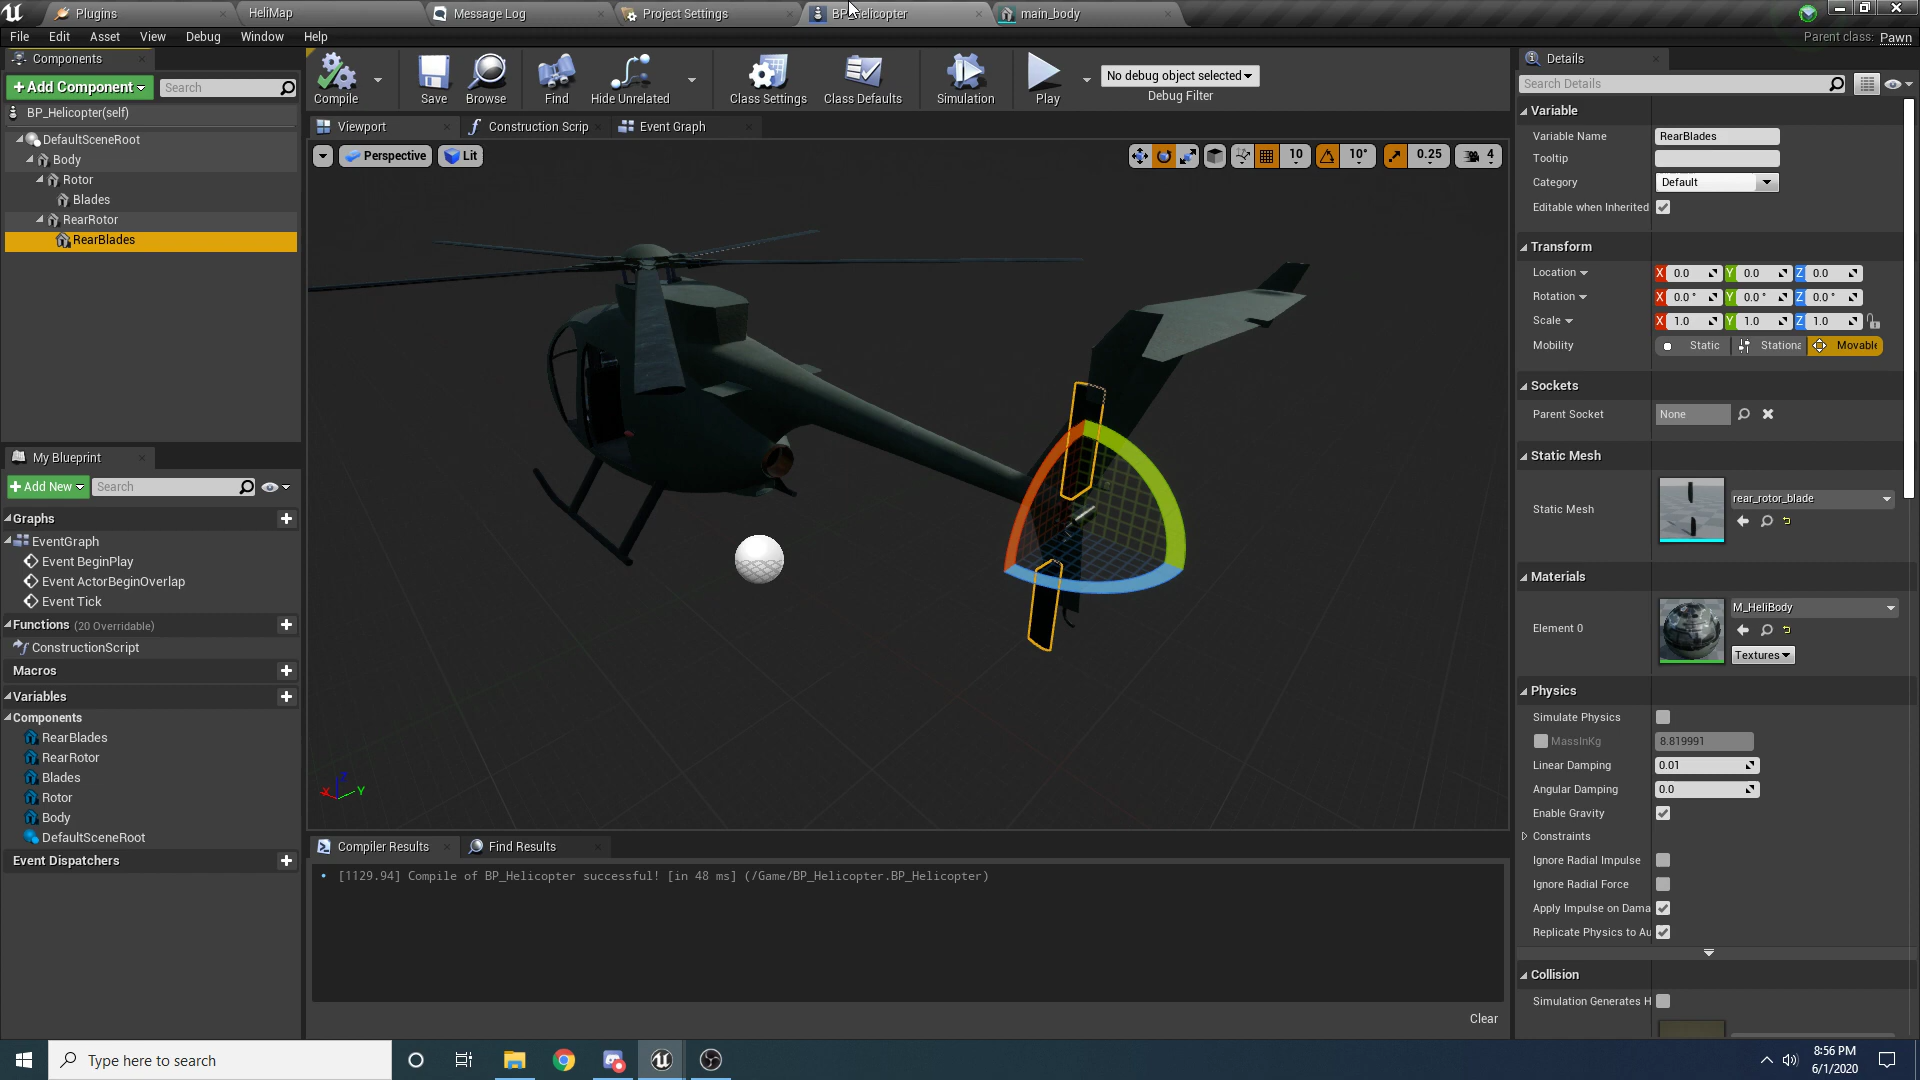 Plugins
HeliMap
Message Log
Project Settings
BP_Helicopter
main_body
File Edit Asset View Debug Window Help
Parent class: Pawn
Components
+ Add Component
Search
BP_Helicopter(self)
DefaultSceneRoot
Body
Rotor
Blades
RearRotor
RearBlades
Compile
Save
Browse
Find
Hide Unrelated
Class Settings
Class Defaults
Simulation
Play
No debug object selected
Debug Filter
Viewport
Construction Scrip
Event Graph
Perspective
Lit
10
10°
0.25
4
X
Z
Y
My Blueprint
+ Add New
Search
Graphs
EventGraph
Event BeginPlay
Event ActorBeginOverlap
Event Tick
Functions (20 Overridable)
ConstructionScript
Macros
Variables
Components
RearBlades
RearRotor
Blades
Rotor
Body
DefaultSceneRoot
Event Dispatchers
Compiler Results
Find Results
[1129.94] Compile of BP_Helicopter successful! [in 48 ms] (/Game/BP_Helicopter.BP_Helicopter)
Clear
Details
Search Details
Variable
Variable Name RearBlades
Tooltip
Category Default
Editable when Inherited
Transform
Location X 0.0 Y 0.0 Z 0.0
Rotation X 0.0 ° Y 0.0 ° Z 0.0 °
Scale X 1.0 Y 1.0 Z 1.0
Mobility Static Stationa Movable
Sockets
Parent Socket None
Static Mesh
Static Mesh rear_rotor_blade
Materials
Element 0 M_HeliBody
Textures
Physics
Simulate Physics
MassInKg 8.819991
Linear Damping 0.01
Angular Damping 0.0
Enable Gravity
Constraints
Ignore Radial Impulse
Ignore Radial Force
Apply Impulse on Dama
Replicate Physics to Au
Collision
Simulation Generates H
Type here to search
8:56 PM
6/1/2020